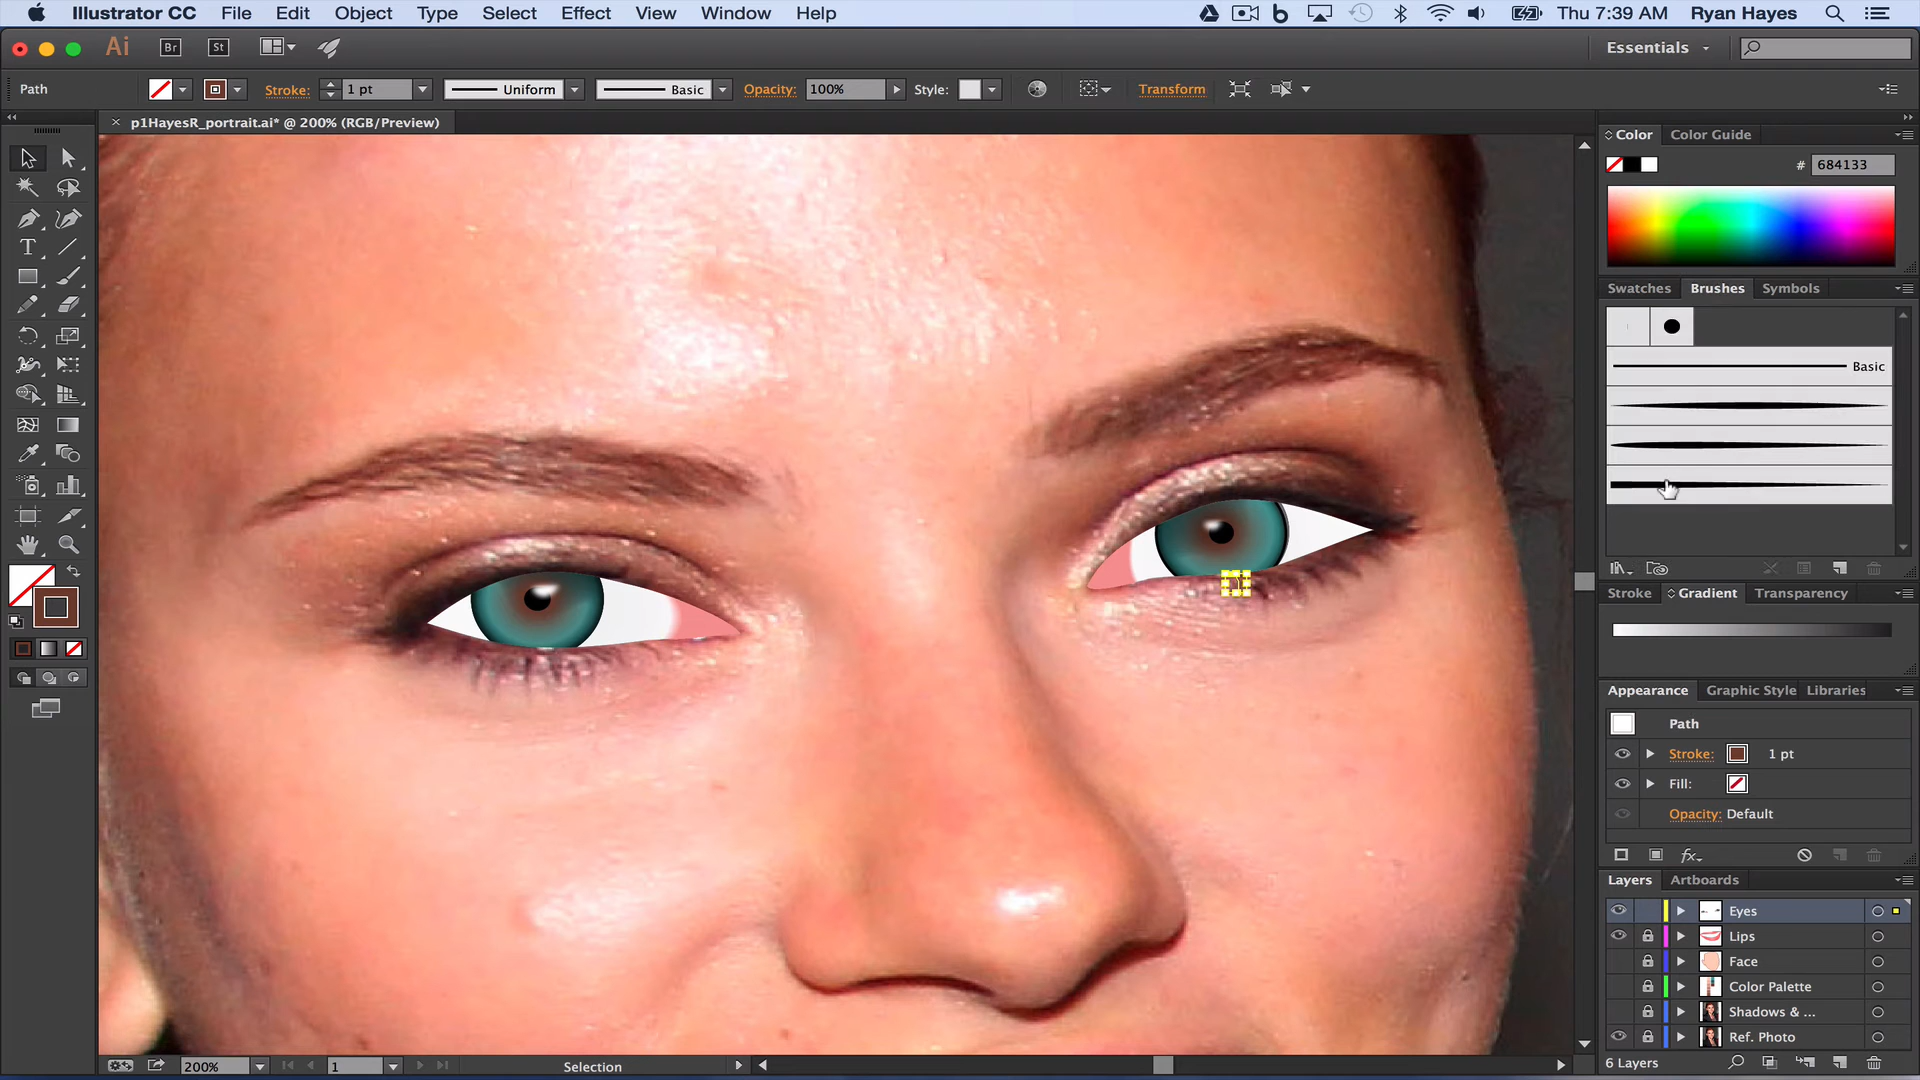 Illustrator CC File Edit Object Type Select Effect View Window Help Thu 7:39 AM Ryan Hayes
Ai Br St Essentials
Path Stroke: 1 pt Uniform Basic Opacity: 100% Style: Transform
p1HayesR_portrait.ai* @ 200% (RGB/Preview)
Color Color Guide
# 684133
Swatches Brushes Symbols
Basic
Stroke Gradient Transparency
Appearance Graphic Style Libraries
Path
Stroke: 1 pt
Fill:
Opacity: Default
fx
Layers Artboards
Eyes
Lips
Face
Color Palette
Shadows & ...
Ref. Photo
6 Layers
200% 1 Selection